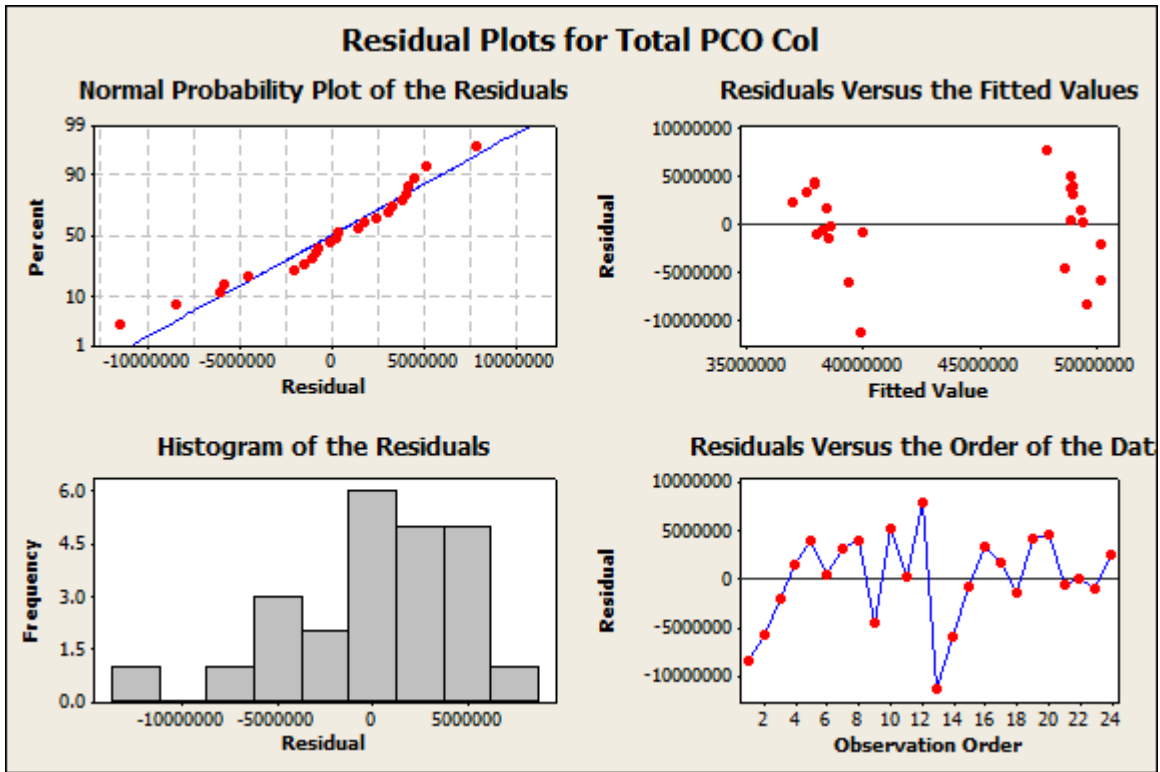 Residual Plots for Total PCO Col
Normal Probability Plot of the Residuals
99
90
50
10
1
Per cent
-10000000 -5000000 0 5000000 10000000
Residual
Residuals Versus the Fitted Values
10000000
5000000
0
-5000000
-10000000
Residual
35000000 40000000 45000000 50000000
Fitted Value
Histogram of the Residuals
6.0
4.5
3.0
1.5
0.0
Frequency
-10000000 -5000000 0 5000000
Residual
Residuals Versus the Order of the Dat
10000000
5000000
0
-5000000
-10000000
Residual
2 4 6 8 10 12 14 16 18 20 22 24
Observation Order